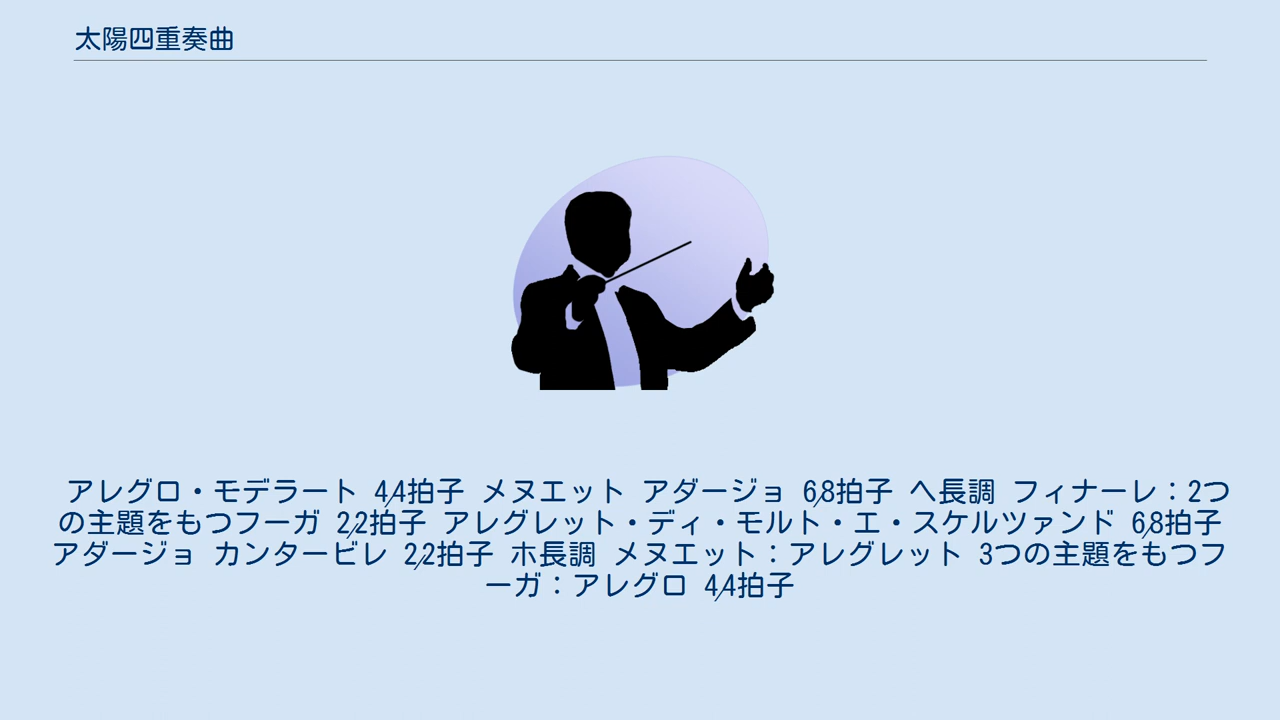 太陽四重奏曲
アレグロ・モデラート 4/4拍子 メヌエット アダージョ 6/8拍子 ヘ長調 フィナーレ：2つ
の主題をもつフーガ 2/2拍子 アレグレット・ディ・モルト・エ・スケルツァンド 6/8拍子
アダージョ カンタービレ 2/2拍子 ホ長調 メヌエット：アレグレット 3つの主題をもつフ
ーガ：アレグロ 4/4拍子